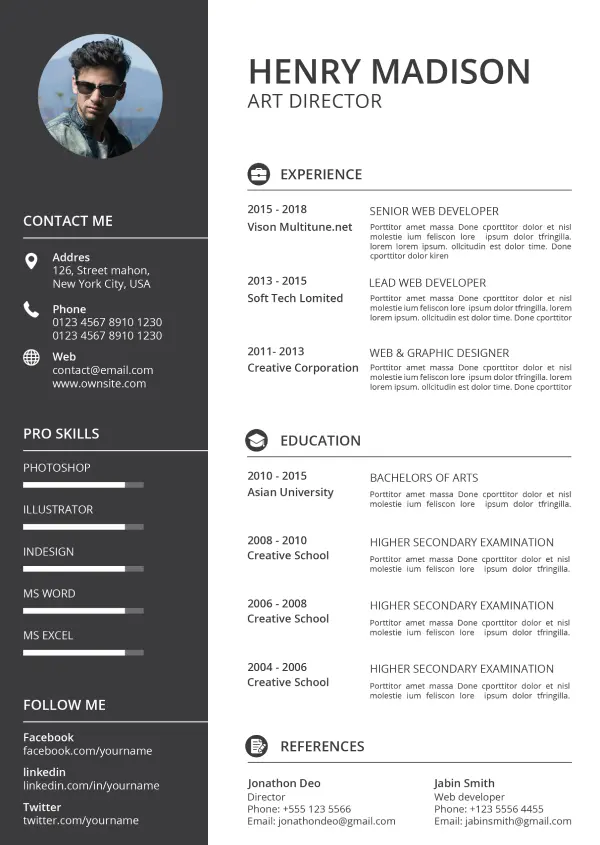 HENRY MADISON
ART DIRECTOR
CONTACT ME
Addres
126, Street mahon,
New York City, USA
Phone
0123 4567 8910 1230
0123 4567 8910 1230
Web
contact@email.com
www.ownsite.com
PRO SKILLS
PHOTOSHOP
ILLUSTRATOR
INDESIGN
MS WORD
MS EXCEL
FOLLOW ME
Facebook
facebook.com/yourname
linkedin
linkedin.com/in/yourname
Twitter
twitter.com/yourname
EXPERIENCE
2015 - 2018
Vison Multitune.net
SENIOR WEB DEVELOPER
Porttitor amet massa Done cporttitor dolor et nisl
molestie ium feliscon lore ipsum dolor tfringilla.
lorem lorem ipsum. ollcitudin est dolor time. Done
cporttitor dolor kiren
2013 - 2015
Soft Tech Lomited
LEAD WEB DEVELOPER
Porttitor amet massa Done cporttitor dolor et nisl
molestie ium feliscon lore ipsum dolor tfringilla. lorem
lorem ipsum. ollcitudin est dolor time. Done cporttitor
2011- 2013
Creative Corporation
WEB & GRAPHIC DESIGNER
Porttitor amet massa Done cporttitor dolor et nisl
molestie ium feliscon lore ipsum dolor tfringilla. lorem
lorem ipsum. ollcitudin est dolor time. Done cporttitor
EDUCATION
2010 - 2015
Asian University
BACHELORS OF ARTS
Porttitor amet massa Done cporttitor dolor et nisl
molestie ium feliscon lore ipsum dolor tfringilla.
2008 - 2010
Creative School
HIGHER SECONDARY EXAMINATION
Porttitor amet massa Done cporttitor dolor et nisl
molestie ium feliscon lore ipsum dolor tfringilla.
2006 - 2008
Creative School
HIGHER SECONDARY EXAMINATION
Porttitor amet massa Done cporttitor dolor et nisl
molestie ium feliscon lore ipsum dolor tfringilla.
2004 - 2006
Creative School
HIGHER SECONDARY EXAMINATION
Porttitor amet massa Done cporttitor dolor et nisl
molestie ium feliscon lore ipsum dolor tfringilla.
REFERENCES
Jonathon Deo
Director
Phone: +555 123 5566
Email: jonathondeo@gmail.com
Jabin Smith
Web developer
Phone: +123 5556 4455
Email: jabinsmith@gmail.com